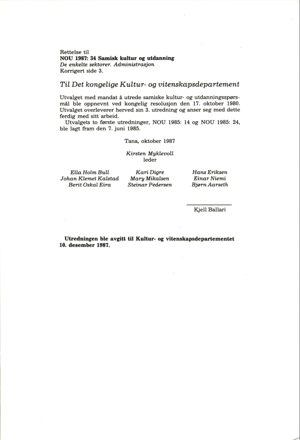 Rettelse til
NOU 1987: 34 Samisk kultur og utdanning
De enkelte sektorer. Administrasjon
Korrigert side 3.
Til Det kongelige Kultur- og vitenskapsdepartement
Utvalget med mandat å utrede samiske kultur- og utdanningsspørs-
mål ble oppnevnt ved kongelig resolusjon den 17. oktober 1980.
Utvalget overleverer herved sin 3. utredning og anser seg med dette
ferdig med sitt arbeid.
Utvalgets to første utredninger, NOU 1985: 14 og NOU 1985: 24,
ble lagt fram den 7. juni 1985.
Tana, oktober 1987
Kirsten Myklevoll
leder
Ella Holm Bull Kari Digre Hans Eriksen
Johan Klemet Kalstad Mary Mikalsen Einar Niemi
Berit Oskal Eira Steinar Pedersen Bjørn Aarseth
Kjell Ballari
Utredningen ble avgitt til Kultur- og vitenskapsdepartementet
10. desember 1987.